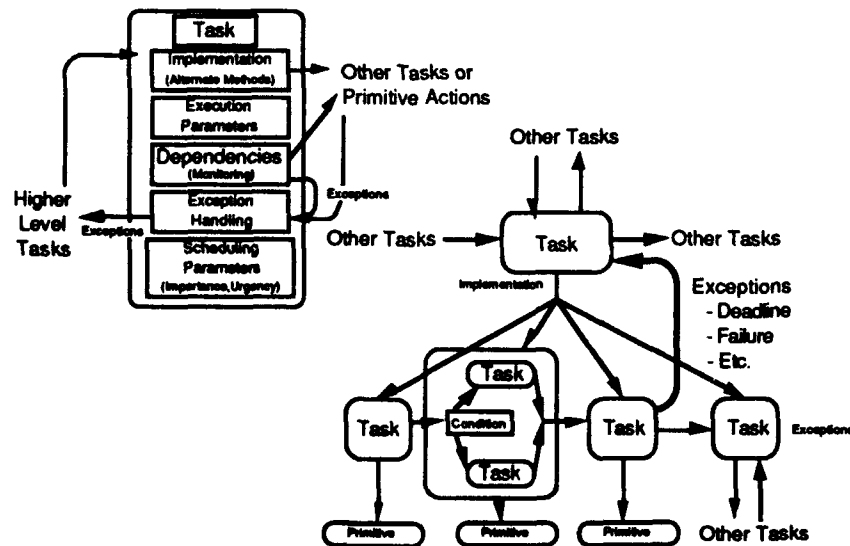 Task
Implementation
(Alternate Methods)
Execution
Parameters
Dependencies
(Monitoring)
Exception
Handling
Scheduling
Parameters
(Importance, Urgency)
Other Tasks or
Primitive Actions
Exceptions
Higher
Level
Tasks
Exceptions
Other Tasks
Other Tasks
Task
Other Tasks
Implementation
Exceptions
- Deadline
- Failure
- Etc.
Task
Condition
Task
Task
Task
Task
Exceptions
Primitive
Primitive
Primitive
Other Tasks